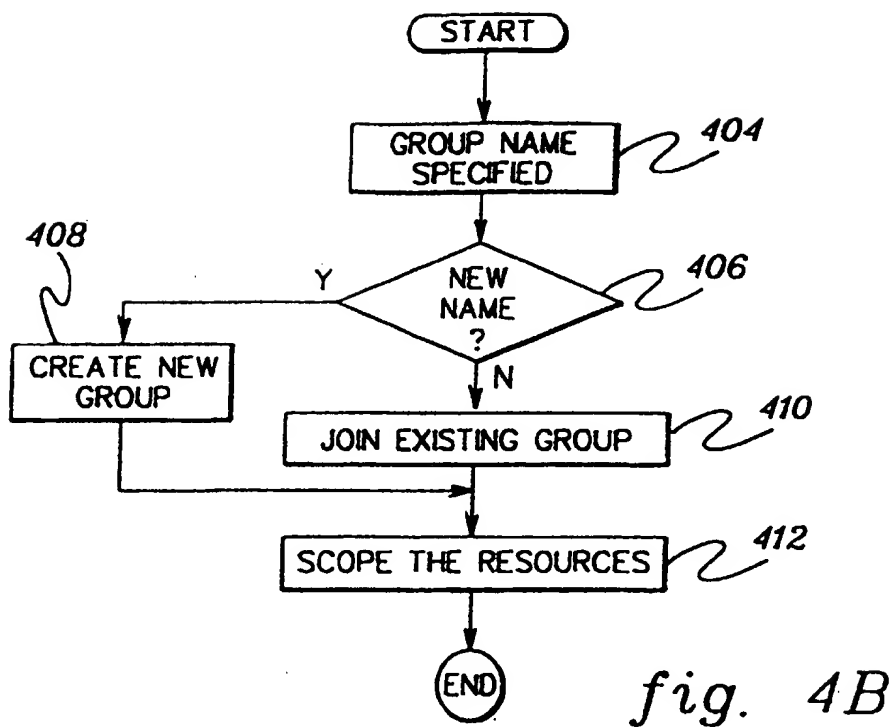 START
GROUP NAME
SPECIFIED
404
408
Y
NEW
NAME
?
406
CREATE NEW
GROUP
N
JOIN EXISTING GROUP
410
SCOPE THE RESOURCES
412
END
fig. 4B